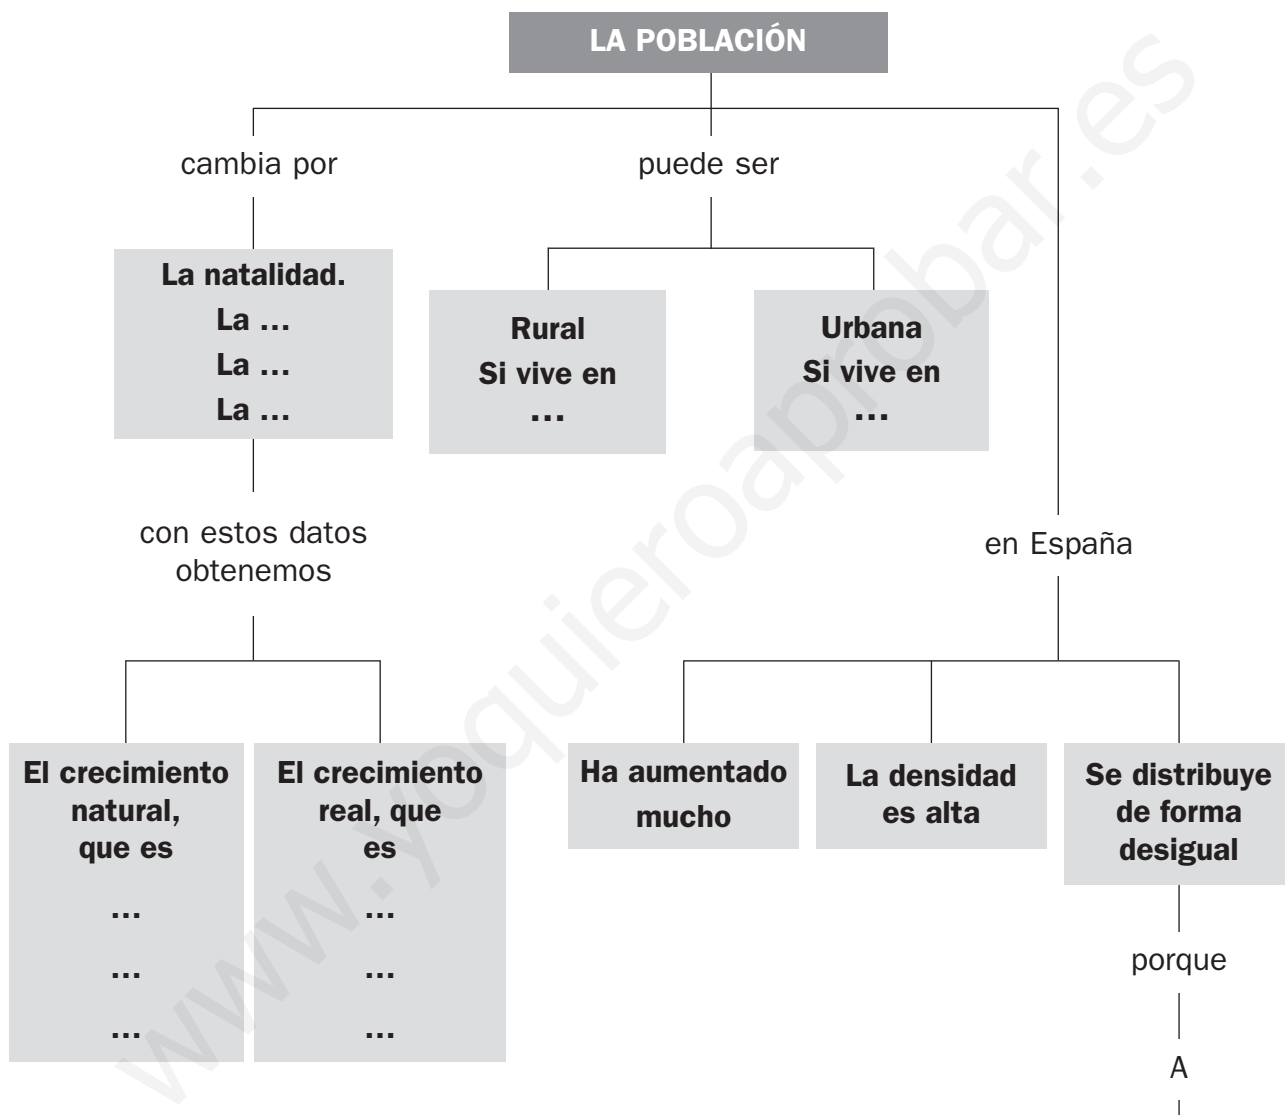 LA POBLACIÓN
cambia por
puede ser
La natalidad.
La ...
La ...
La ...
Rural
Si vive en
...
Urbana
Si vive en
...
con estos datos
obtenemos
en España
El crecimiento
natural,
que es
...
...
...
El crecimiento
real, que
es
...
...
...
Ha aumentado
mucho
La densidad
es alta
Se distribuye
de forma
desigual
porque
A
www.yoquieroaprobar.es